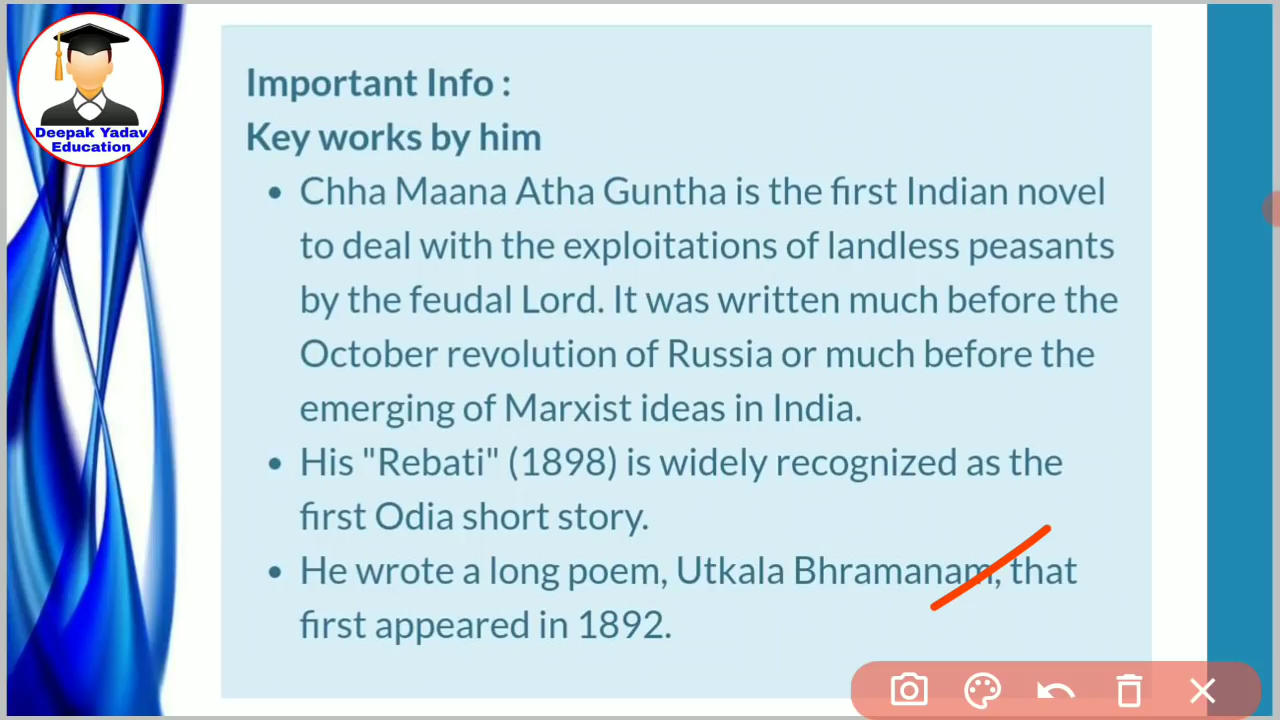 Deepak Yadav
Education
Important Info :
Key works by him
• Chha Maana Atha Guntha is the first Indian novel
to deal with the exploitations of landless peasants
by the feudal Lord. It was written much before the
October revolution of Russia or much before the
emerging of Marxist ideas in India.
• His "Rebati" (1898) is widely recognized as the
first Odia short story.
• He wrote a long poem, Utkala Bhramanam, that
first appeared in 1892.